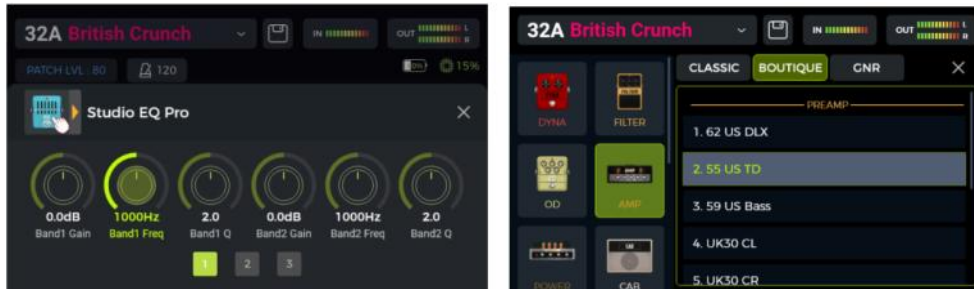 32A British Crunch
IN
OUT
L
R
PATCH LVL : 80
120
15%
Studio EQ Pro
0.0dB 1000Hz 2.0 0.0dB 1000Hz 2.0
Band1 Gain Band1 Freq Band1 Q Band2 Gain Band2 Freq Band2 Q
1 2 3
32A British Crunch
IN
OUT
L
R
DYNA FILTER
OD AMP
POWER CAB
CLASSIC BOUTIQUE GNR
PREAMP
1. 62 US DLX
2. 55 US TD
3. 59 US Bass
4. UK30 CL
5. UK30 CR